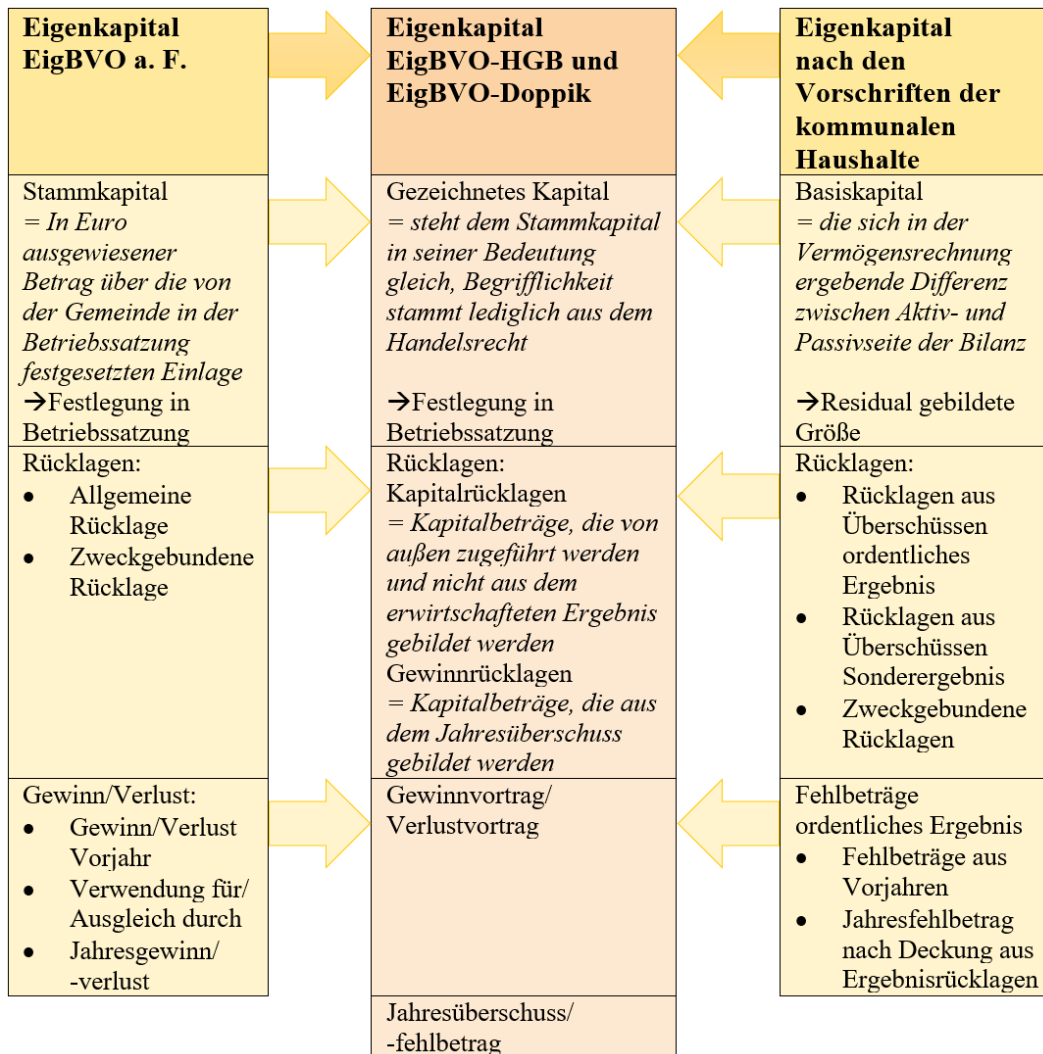 Eigenkapital
EigBVO a. F.
Eigenkapital
EigBVO-HGB und
EigBVO-Doppik
Eigenkapital
nach den
Vorschriften der
kommunalen
Haushalte
Stammkapital
= In Euro
ausgewiesener
Betrag über die von
der Gemeinde in der
Betriebssatzung
festgesetzten Einlage
→Festlegung in
Betriebssatzung
Gezeichnetes Kapital
= steht dem Stammkapital
in seiner Bedeutung
gleich, Begrifflichkeit
stammt lediglich aus dem
Handelsrecht
→Festlegung in
Betriebssatzung
Basiskapital
= die sich in der
Vermögensrechnung
ergebende Differenz
zwischen Aktiv- und
Passivseite der Bilanz
→Residual gebildete
Größe
Rücklagen:
• Allgemeine
Rücklage
• Zweckgebundene
Rücklage
Rücklagen:
Kapitalrücklagen
= Kapitalbeträge, die von
außen zugeführt werden
und nicht aus dem
erwirtschafteten Ergebnis
gebildet werden
Gewinnrücklagen
= Kapitalbeträge, die aus
dem Jahresüberschuss
gebildet werden
Rücklagen:
• Rücklagen aus
Überschüssen
ordentliches
Ergebnis
• Rücklagen aus
Überschüssen
Sonderergebnis
• Zweckgebundene
Rücklagen
Gewinn/Verlust:
• Gewinn/Verlust
Vorjahr
• Verwendung für/
Ausgleich durch
• Jahresgewinn/
-verlust
Gewinnvortrag/
Verlustvortrag
Fehlbeträge
ordentliches Ergebnis
• Fehlbeträge aus
Vorjahren
• Jahresfehlbetrag
nach Deckung aus
Ergebnisrücklagen
Jahresüberschuss/
-fehlbetrag